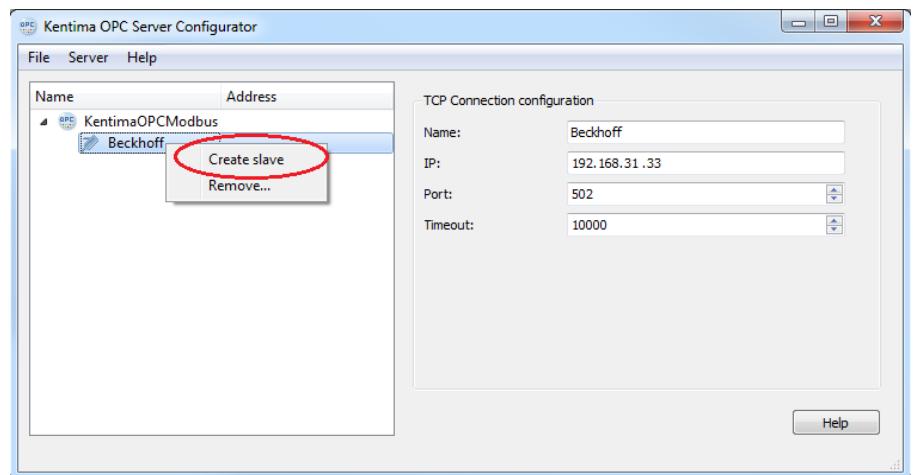 Kentima OPC Server Configurator
File Server Help
Name Address
KentimaOPCModbus
Beckhoff
Create slave
Remove...
TCP Connection configuration
Name: Beckhoff
IP: 192.168.31.33
Port: 502
Timeout: 10000
Help